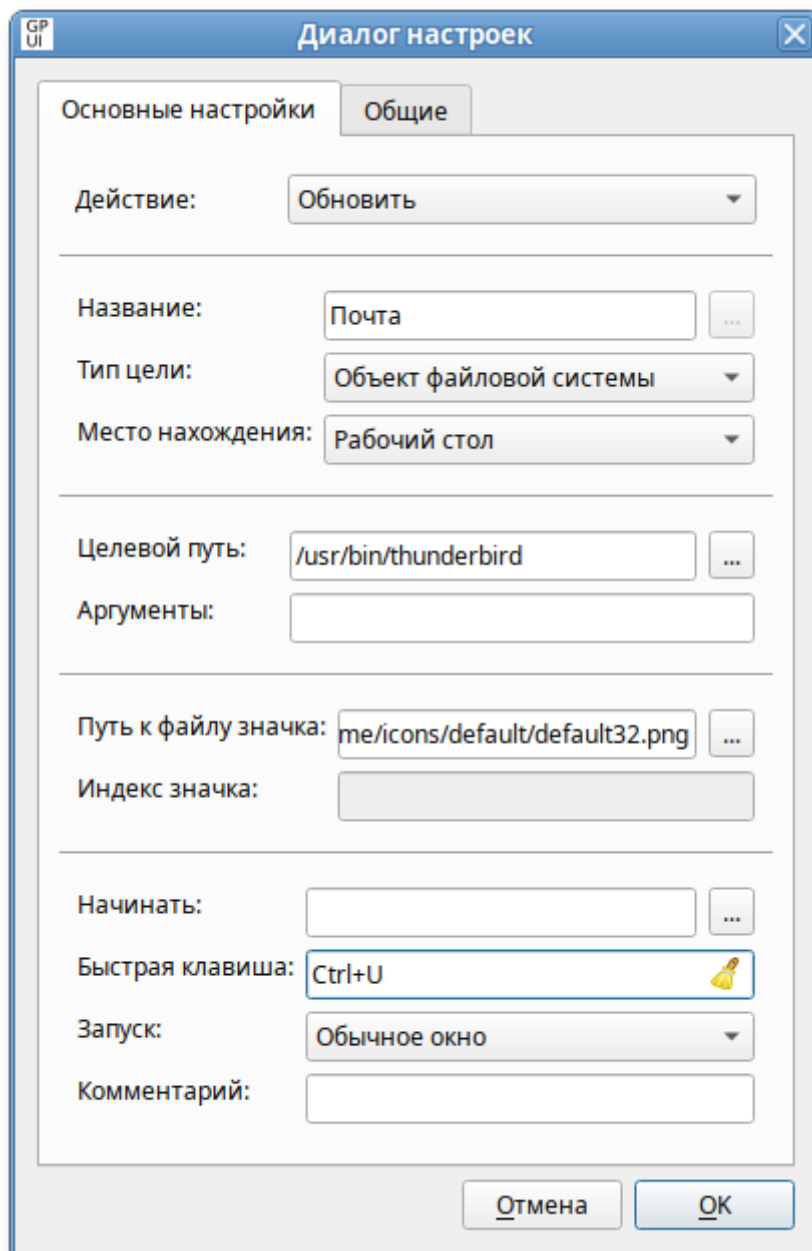 GP
UI
Диалог настроек
Основные настройки
Общие
Действие: Обновить
Название: Почта ...
Тип цели: Объект файловой системы
Место нахождения: Рабочий стол
Целевой путь: /usr/bin/thunderbird ...
Аргументы:
Путь к файлу значка: me/icons/default/default32.png ...
Индекс значка:
Начинать: ...
Быстрая клавиша: Ctrl+U
Запуск: Обычное окно
Комментарий:
Отмена OK